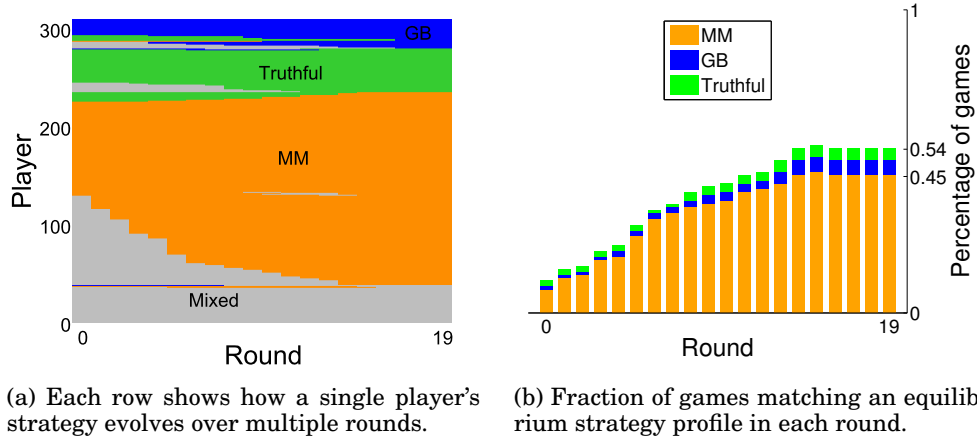 300
200
100
0
Player
GB
Truthful
MM
Mixed
0
19
Round
(a) Each row shows how a single player's
strategy evolves over multiple rounds.
MM
GB
Truthful
1
0.54
0.45
0
Percentage of games
0
19
Round
(b) Fraction of games matching an equilib
rium strategy profile in each round.